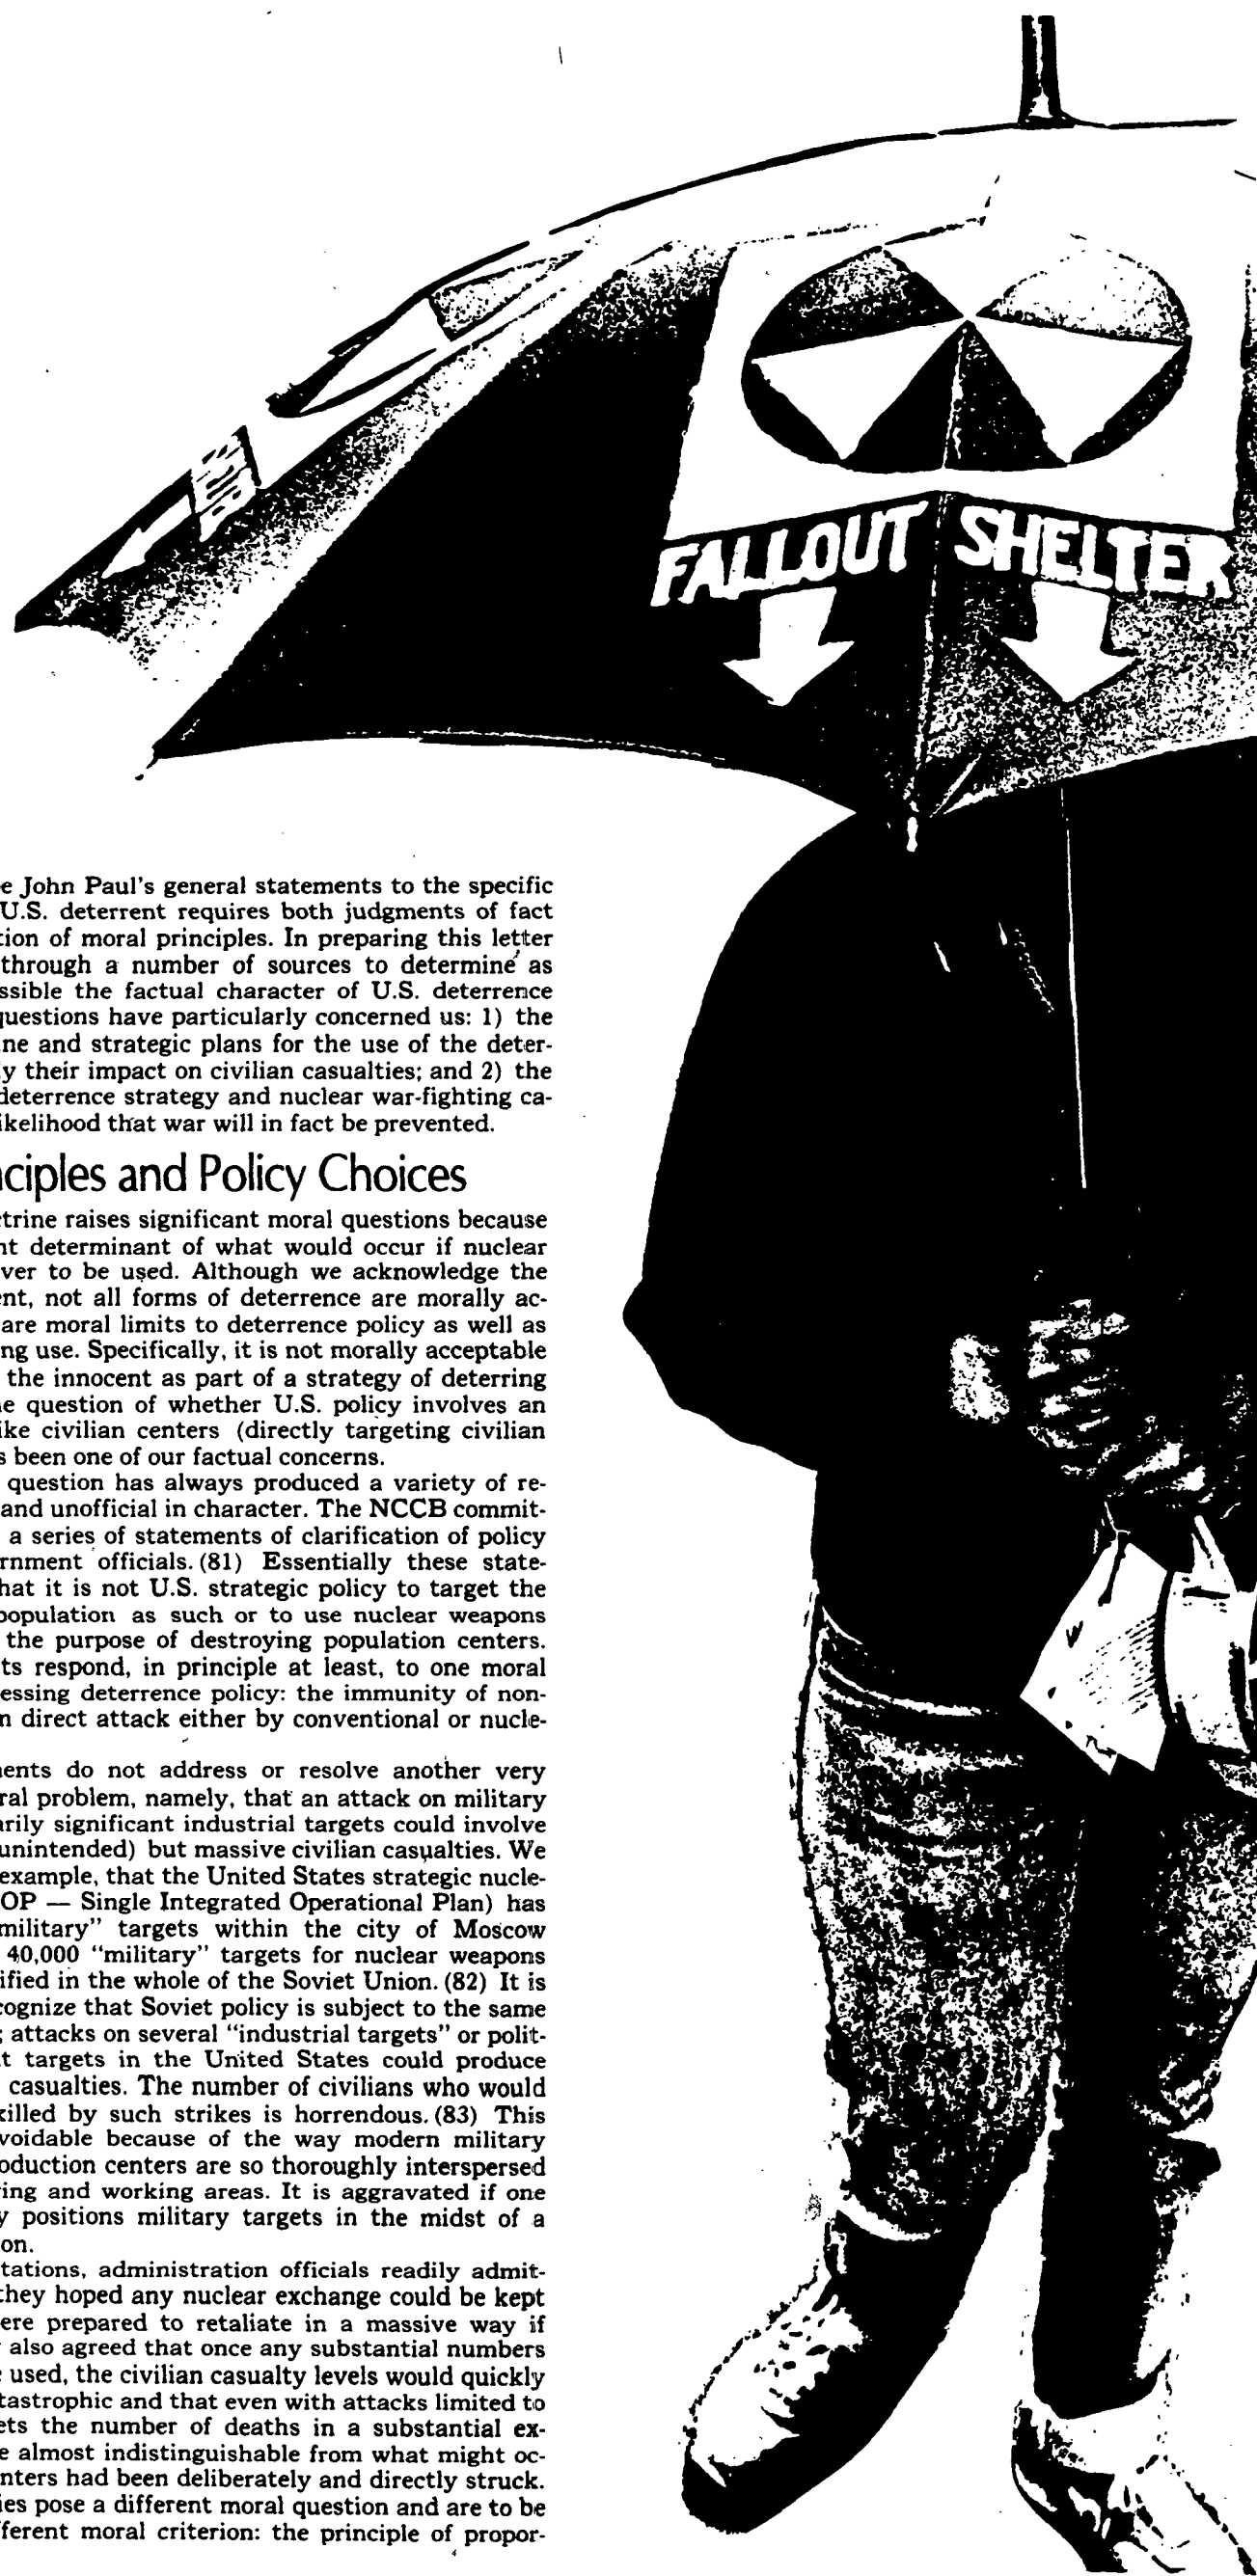 FALLOUT SHELTER
e John Paul's general statements to the specific
U.S. deterrent requires both judgments of fact
tion of moral principles. In preparing this letter
through a number of sources to determine as
ssible the factual character of U.S. deterrence
questions have particularly concerned us: 1) the
ne and strategic plans for the use of the deter-
y their impact on civilian casualties; and 2) the
deterrence strategy and nuclear war-fighting ca-
ikelihood that war will in fact be prevented.
ciples and Policy Choices
trine raises significant moral questions because
nt determinant of what would occur if nuclear
ver to be used. Although we acknowledge the
ent, not all forms of deterrence are morally ac-
are moral limits to deterrence policy as well as
ng use. Specifically, it is not morally acceptable
the innocent as part of a strategy of deterring
e question of whether U.S. policy involves an
ike civilian centers (directly targeting civilian
s been one of our factual concerns.
question has always produced a variety of re-
and unofficial in character. The NCCB commit-
a series of statements of clarification of policy
rnment officials. (81) Essentially these state-
hat it is not U.S. strategic policy to target the
population as such or to use nuclear weapons
the purpose of destroying population centers.
ts respond, in principle at least, to one moral
essing deterrence policy: the immunity of non-
n direct attack either by conventional or nucle-
nents do not address or resolve another very
ral problem, namely, that an attack on military
arily significant industrial targets could involve
unintended) but massive civilian casualties. We
example, that the United States strategic nucle-
OP — Single Integrated Operational Plan) has
military" targets within the city of Moscow
40,000 "military" targets for nuclear weapons
ified in the whole of the Soviet Union. (82) It is
cognize that Soviet policy is subject to the same
; attacks on several "industrial targets" or polit-
t targets in the United States could produce
casualties. The number of civilians who would
killed by such strikes is horrendous. (83) This
voidable because of the way modern military
oduction centers are so thoroughly interspersed
ing and working areas. It is aggravated if one
y positions military targets in the midst of a
on.
tations, administration officials readily admit-
they hoped any nuclear exchange could be kept
ere prepared to retaliate in a massive way if
also agreed that once any substantial numbers
e used, the civilian casualty levels would quickly
tastrophic and that even with attacks limited to
ets the number of deaths in a substantial ex-
e almost indistinguishable from what might oc-
nters had been deliberately and directly struck.
ies pose a different moral question and are to be
fferent moral criterion: the principle of propor-